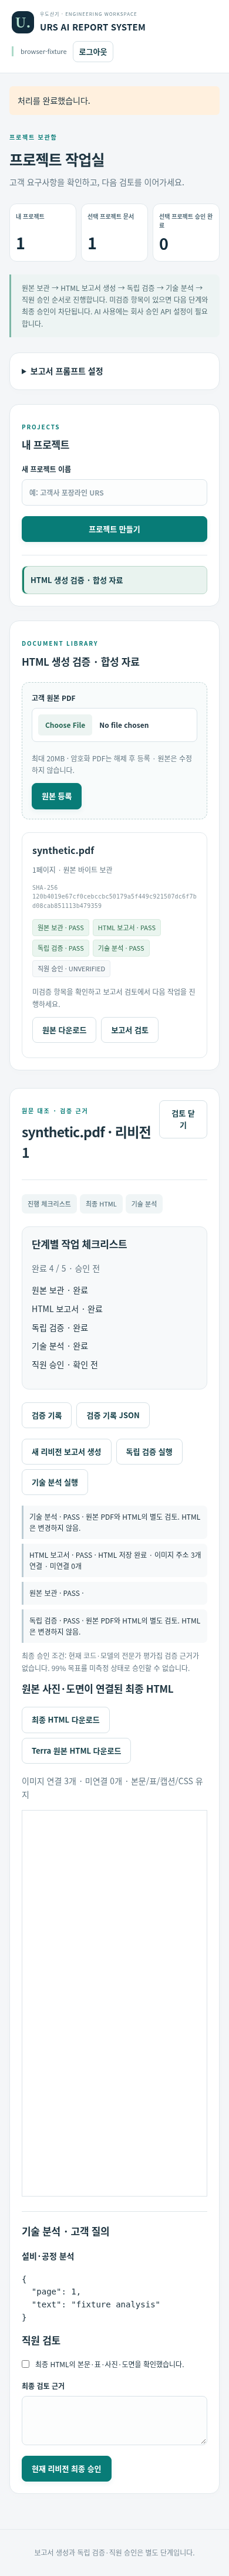 U.
우도선기 · ENGINEERING WORKSPACE
URS AI REPORT SYSTEM
browser-fixture
로그아웃
처리를 완료했습니다.
프로젝트 보관함
프로젝트 작업실
고객 요구사항을 확인하고, 다음 검토를 이어가세요.
내 프로젝트
1
선택 프로젝트 문서
1
선택 프로젝트 승인 완
료
0
원본 보관 → HTML 보고서 생성 → 독립 검증 → 기술 분석 →
직원 승인 순서로 진행합니다. 미검증 항목이 있으면 다음 단계와
최종 승인이 차단됩니다. AI 사용에는 회사 승인 API 설정이 필요
합니다.
▶ 보고서 프롬프트 설정
PROJECTS
내 프로젝트
새 프로젝트 이름
예: 고객사 포장라인 URS
프로젝트 만들기
HTML 생성 검증 · 합성 자료
DOCUMENT LIBRARY
HTML 생성 검증 · 합성 자료
고객 원본 PDF
Choose File
No file chosen
최대 20MB · 암호화 PDF는 해제 후 등록 · 원본은 수정
하지 않습니다.
원본 등록
synthetic.pdf
1페이지 · 원본 바이트 보관
SHA-256
원본 보관 · PASS
HTML 보고서 · PASS
독립 검증 · PASS
기술 분석 · PASS
직원 승인 · UNVERIFIED
미검증 항목을 확인하고 보고서 검토에서 다음 작업을 진
행하세요.
원본 다운로드
보고서 검토
원문 대조 · 검증 근거
synthetic.pdf · 리비전
1
검토 닫
기
진행 체크리스트
최종 HTML
기술 분석
단계별 작업 체크리스트
완료 4 / 5 · 승인 전
원본 보관 · 완료
HTML 보고서 · 완료
독립 검증 · 완료
기술 분석 · 완료
직원 승인 · 확인 전
검증 기록
검증 기록 JSON
새 리비전 보고서 생성
독립 검증 실행
기술 분석 실행
기술 분석 · PASS · 원본 PDF와 HTML의 별도 검토. HTML
은 변경하지 않음.
HTML 보고서 · PASS · HTML 저장 완료 · 이미지 주소 3개
연결 · 미연결 0개
원본 보관 · PASS ·
독립 검증 · PASS · 원본 PDF와 HTML의 별도 검토. HTML
은 변경하지 않음.
최종 승인 조건: 현재 코드·모델의 전문가 평가집 검증 근거가
없습니다. 99% 목표를 미측정 상태로 승인할 수 없습니다.
원본 사진·도면이 연결된 최종 HTML
최종 HTML 다운로드
Terra 원본 HTML 다운로드
이미지 연결 3개 · 미연결 0개 · 본문/표/캡션/CSS 유
지
기술 분석 · 고객 질의
설비·공정 분석
{
"page": 1,
"text": "fixture analysis"
}
직원 검토
최종 HTML의 본문·표·사진·도면을 확인했습니다.
최종 검토 근거
현재 리비전 최종 승인
보고서 생성과 독립 검증·직원 승인은 별도 단계입니다.